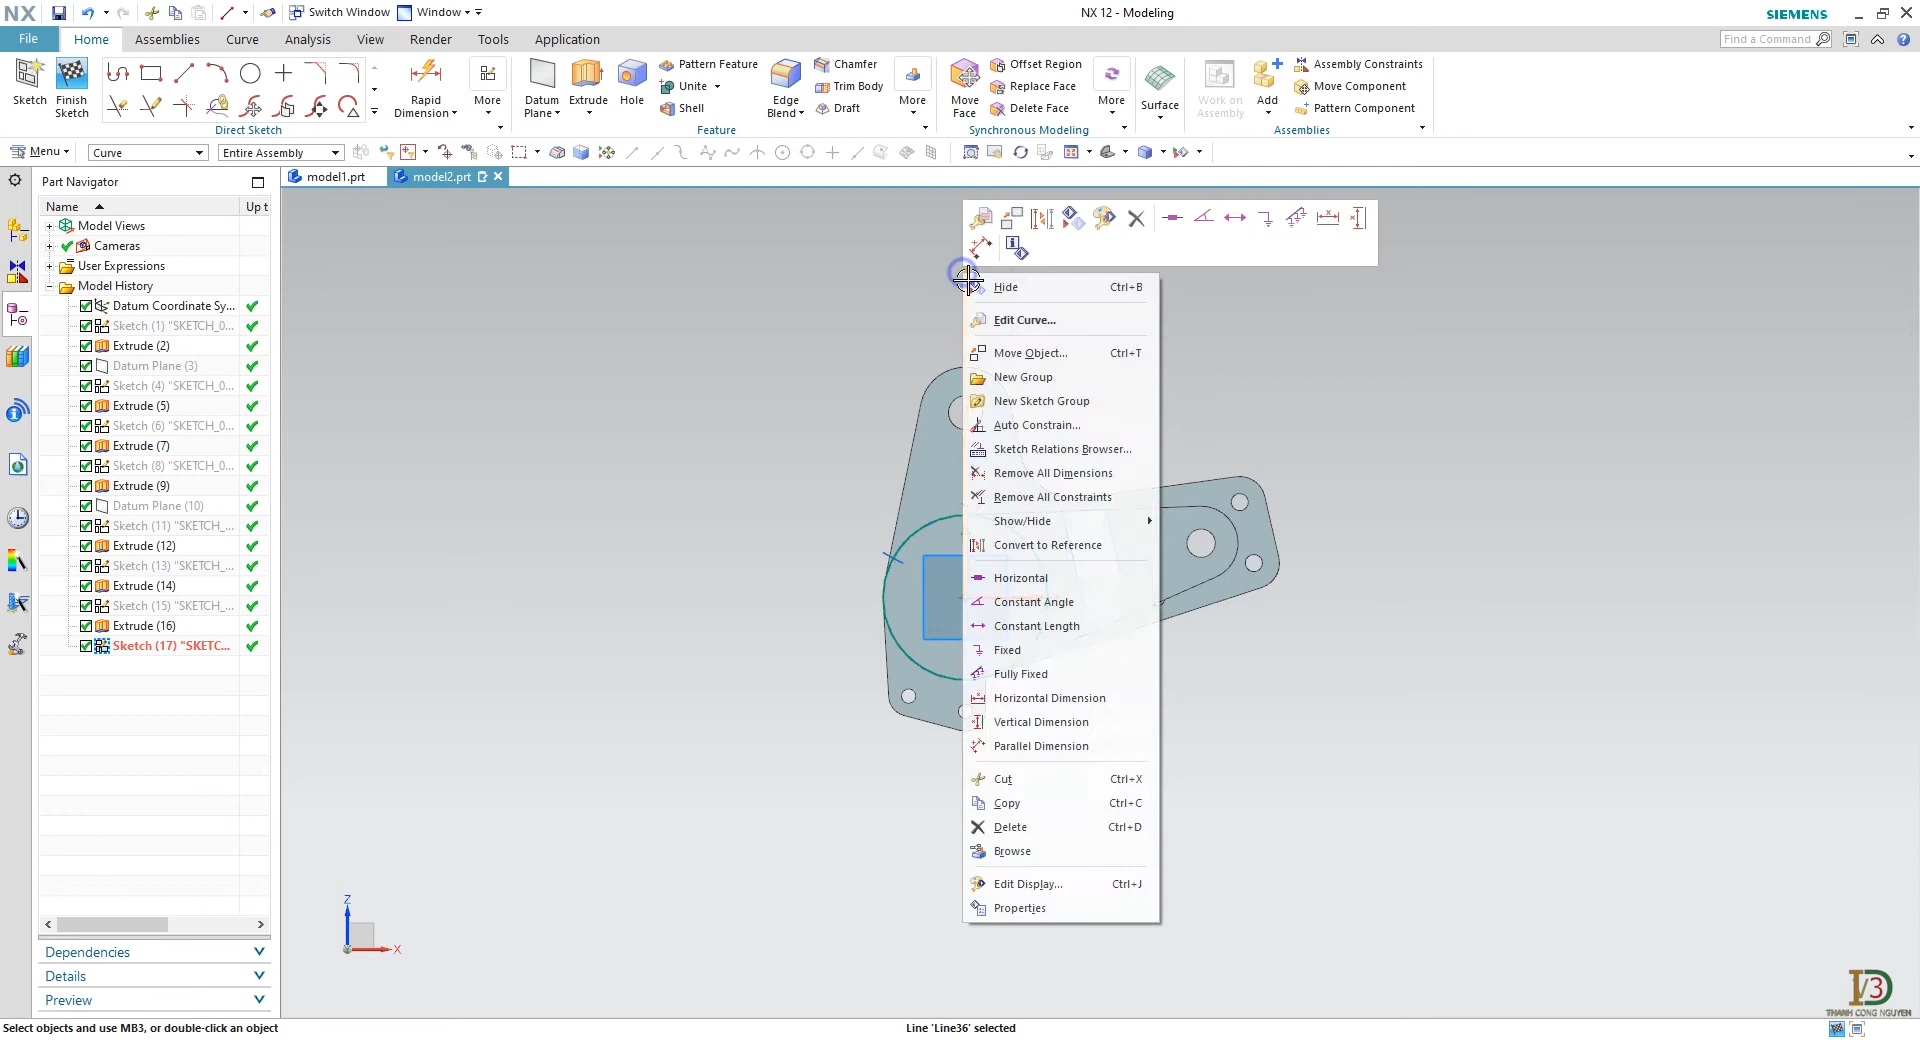 NX
Switch Window
Window
NX 12 - Modeling
SIEMENS
File
Home
Assemblies
Curve
Analysis
View
Render
Tools
Application
Find a Command
Sketch
Finish Sketch
Rapid Dimension
More
Direct Sketch
Datum Plane
Extrude
Hole
Pattern Feature
Unite
Shell
Edge Blend
Chamfer
Trim Body
Draft
More
Feature
Move Face
Offset Region
Replace Face
Delete Face
More
Synchronous Modeling
Surface
Work on Assembly
Add
Assembly Constraints
Move Component
Pattern Component
Assemblies
Menu
Curve
Entire Assembly
Part Navigator
model1.prt
model2.prt
Name
Up t
Model Views
Cameras
User Expressions
Model History
Datum Coordinate Sy...
Sketch (1) "SKETCH_0...
Extrude (2)
Datum Plane (3)
Sketch (4) "SKETCH_0...
Extrude (5)
Sketch (6) "SKETCH_0...
Extrude (7)
Sketch (8) "SKETCH_0...
Extrude (9)
Datum Plane (10)
Sketch (11) "SKETCH_...
Extrude (12)
Sketch (13) "SKETCH_...
Extrude (14)
Sketch (15) "SKETCH_...
Extrude (16)
Sketch (17) "SKETC...
Dependencies
Details
Preview
Hide Ctrl+B
Edit Curve...
Move Object... Ctrl+T
New Group
New Sketch Group
Auto Constrain...
Sketch Relations Browser...
Remove All Dimensions
Remove All Constraints
Show/Hide
Convert to Reference
Horizontal
Constant Angle
Constant Length
Fixed
Fully Fixed
Horizontal Dimension
Vertical Dimension
Parallel Dimension
Cut Ctrl+X
Copy Ctrl+C
Delete Ctrl+D
Browse
Edit Display... Ctrl+J
Properties
Z
X
THANH CONG NGUYEN
Select objects and use MB3, or double-click an object
Line 'Line36' selected